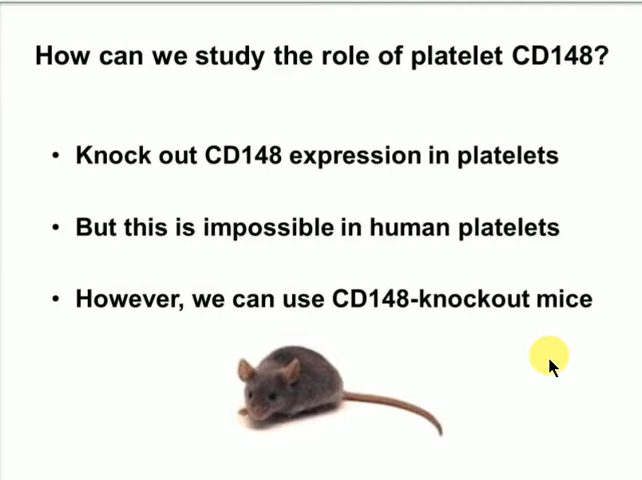 How can we study the role of platelet CD148?
• Knock out CD148 expression in platelets
• But this is impossible in human platelets
• However, we can use CD148-knockout mice